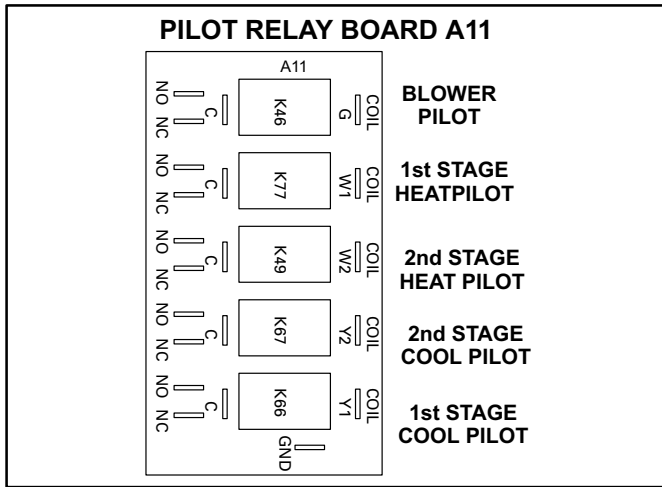 PILOT RELAY BOARD A11
A11
NO
NC
C
K46
G
COIL
BLOWER
PILOT
NO
NC
C
K77
W1
COIL
1st STAGE
HEATPILOT
NO
NC
C
K49
W2
COIL
2nd STAGE
HEAT PILOT
NO
NC
C
K67
Y2
COIL
2nd STAGE
COOL PILOT
NO
NC
C
K66
Y1
COIL
1st STAGE
COOL PILOT
GND